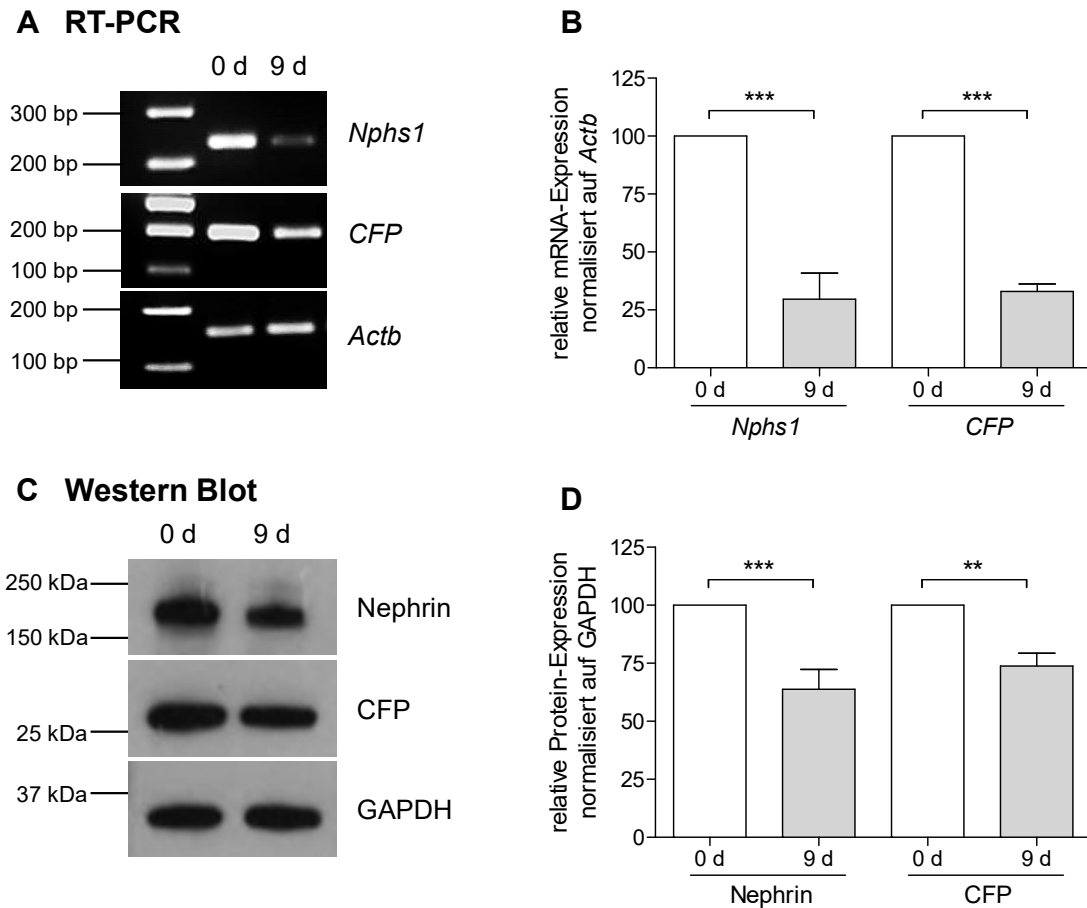 A RT-PCR
0 d 9 d
300 bp
200 bp
Nphs1
200 bp
100 bp
CFP
200 bp
100 bp
Actb
B
relative mRNA-Expression
normalisiert auf Actb
125
100
75
50
25
0
***
***
0 d 9 d 0 d 9 d
Nphs1 CFP
C Western Blot
0 d 9 d
250 kDa
150 kDa
Nephrin
25 kDa
CFP
37 kDa
GAPDH
D
relative Protein-Expression
normalisiert auf GAPDH
125
100
75
50
25
0
***
**
0 d 9 d 0 d 9 d
Nephrin CFP